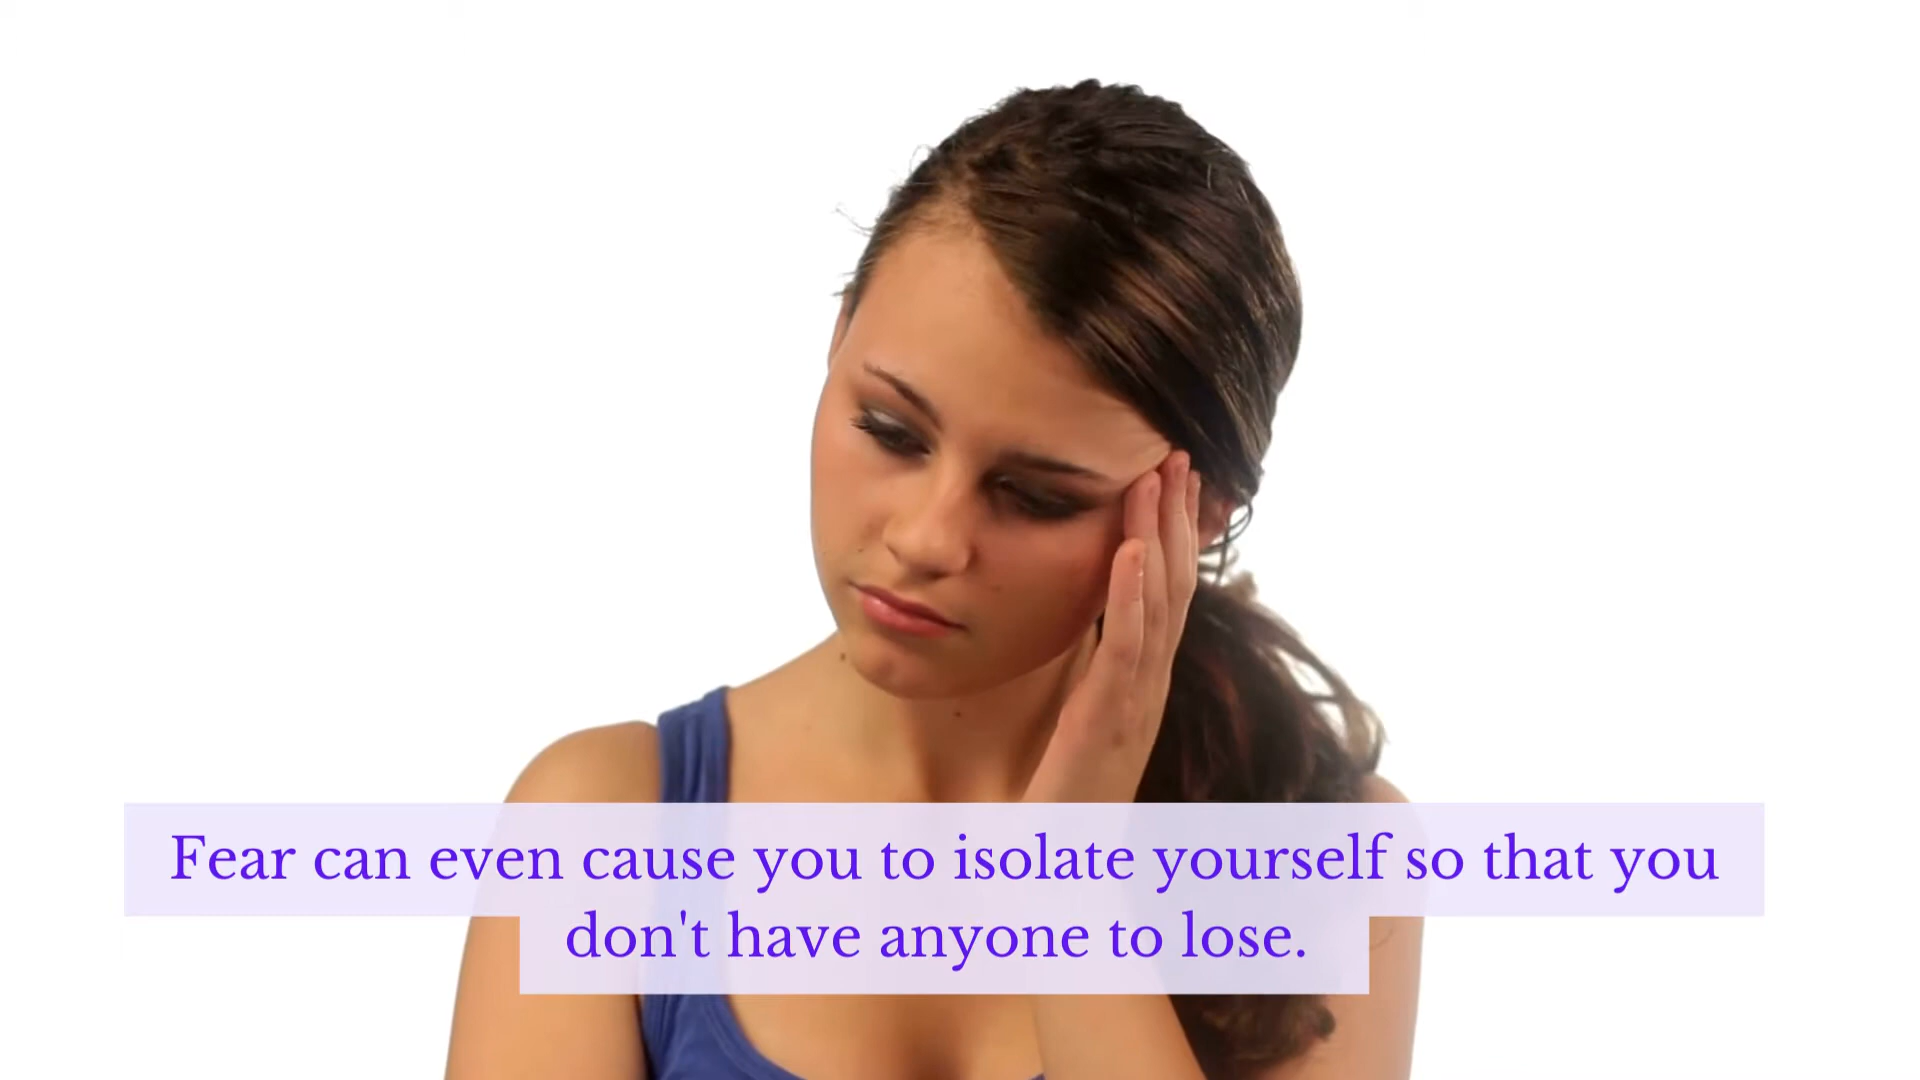 Fear can even cause you to isolate yourself so that you
don't have anyone to lose.